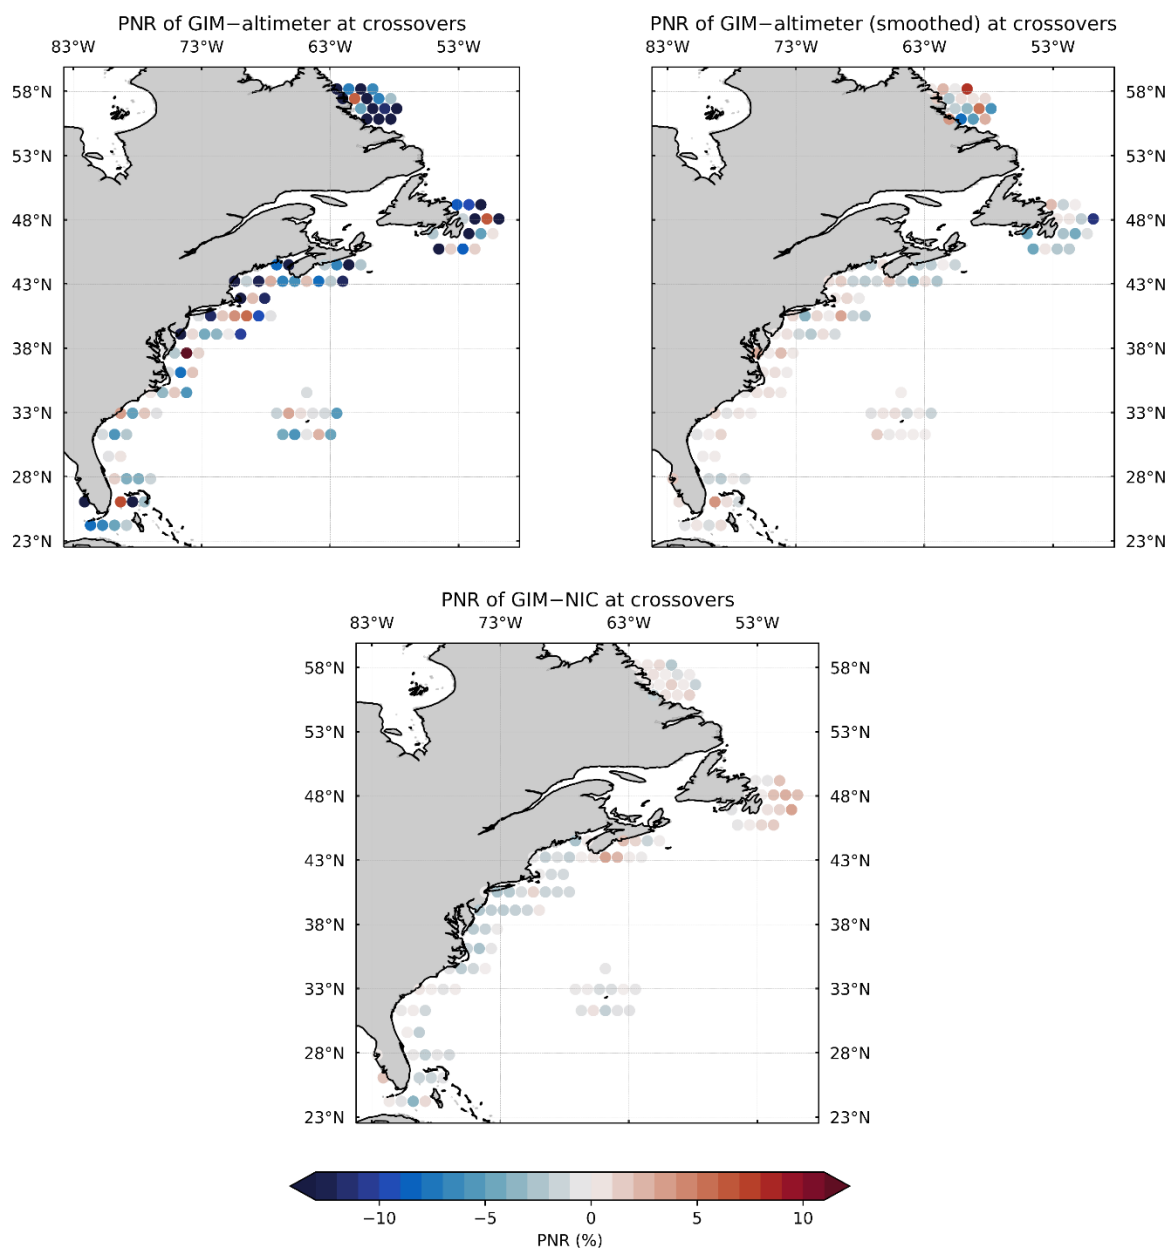 PNR of GIM−altimeter at crossovers
83°W 73°W 63°W 53°W
58°N
53°N
48°N
43°N
38°N
33°N
28°N
23°N
PNR of GIM−altimeter (smoothed) at crossovers
83°W 73°W 63°W 53°W
58°N
53°N
48°N
43°N
38°N
33°N
28°N
23°N
PNR of GIM−NIC at crossovers
83°W 73°W 63°W 53°W
58°N 58°N
53°N 53°N
48°N 48°N
43°N 43°N
38°N 38°N
33°N 33°N
28°N 28°N
23°N 23°N
−10 −5 0 5 10
PNR (%)